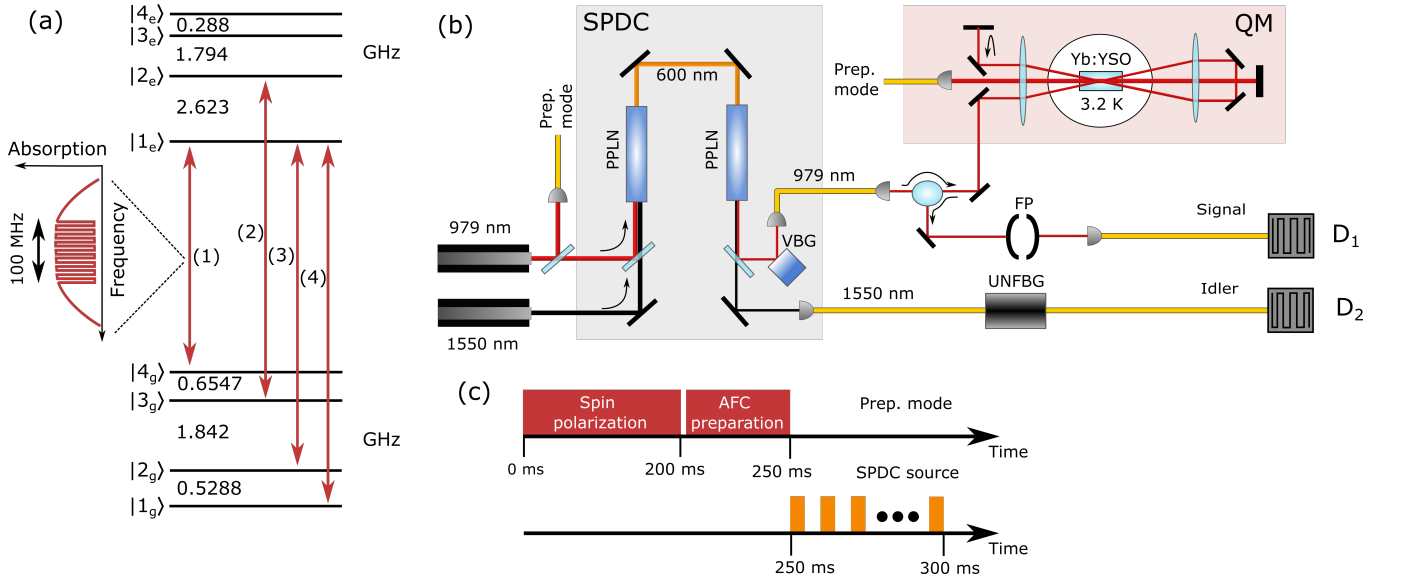 (a)
|4e⟩
0.288
|3e⟩
1.794
GHz
|2e⟩
2.623
|1e⟩
Absorption
100 MHz
Frequency
(1)
(2)
(3)
(4)
|4g⟩
0.6547
|3g⟩
1.842
GHz
|2g⟩
0.5288
|1g⟩
(b)
SPDC
600 nm
Prep.
mode
PPLN
PPLN
979 nm
1550 nm
VBG
979 nm
QM
Prep.
mode
Yb:YSO
3.2 K
FP
Signal
D1
UNFBG
1550 nm
Idler
D2
(c)
Spin
polarization
AFC
preparation
Prep. mode
Time
0 ms
200 ms
250 ms
SPDC source
Time
250 ms
300 ms